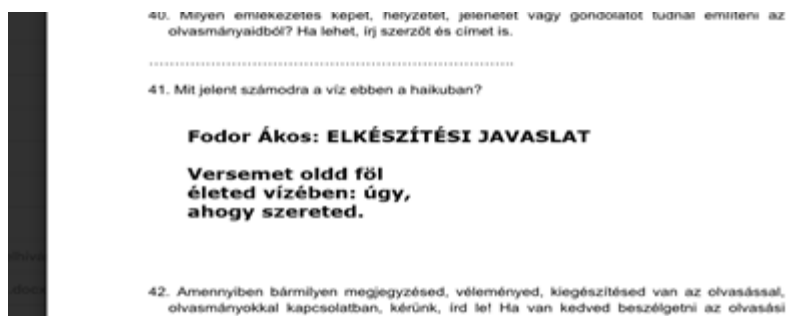 40. Milyen emlékezetes képet, helyzetet, jelenetet vagy gondolatot tudnál említeni az
olvasmányaidból? Ha lehet, írj szerzőt és címet is.
..............................................................................
41. Mit jelent számodra a víz ebben a haikuban?
Fodor Ákos: ELKÉSZÍTÉSI JAVASLAT
Versemet oldd föl
életed vízében: úgy,
ahogy szereted.
42. Amennyiben bármilyen megjegyzésed, véleményed, kiegészítésed van az olvasással,
olvasmányokkal kapcsolatban, kérünk, írd le! Ha van kedved beszélgetni az olvasási